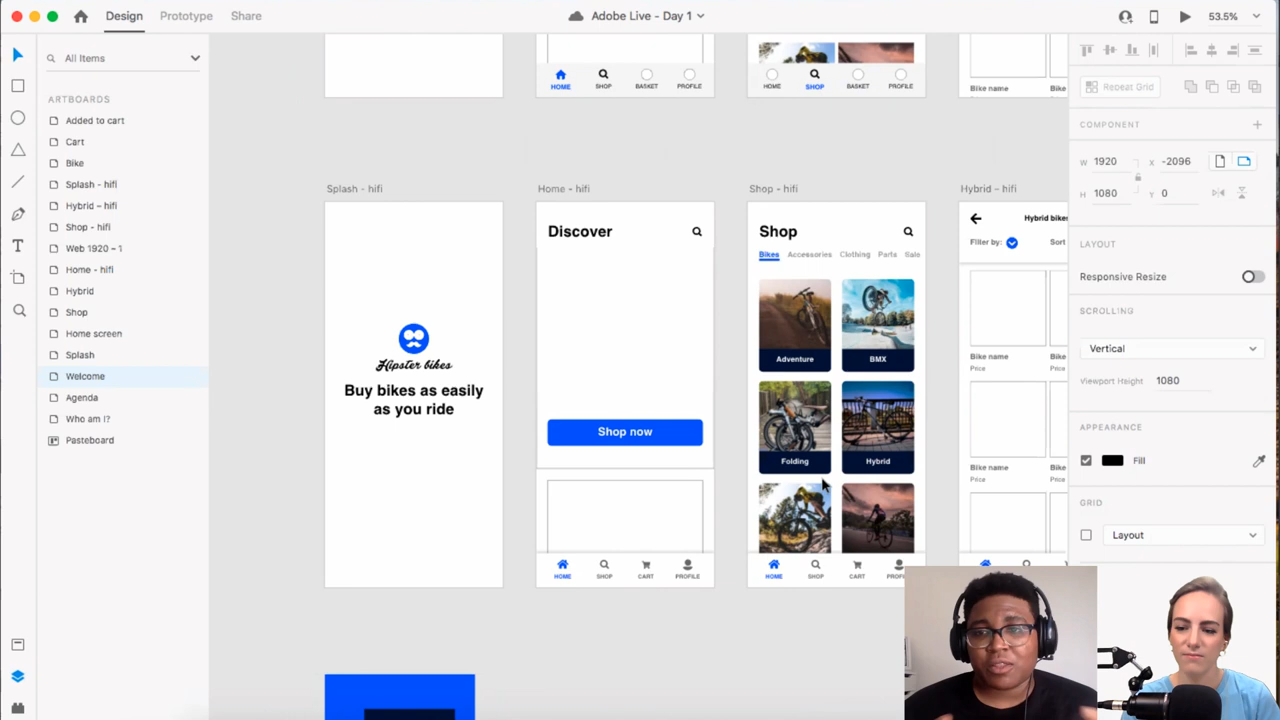 Design
Prototype
Share
Adobe Live - Day 1
53.5%
All Items
ARTBOARDS
Added to cart
Cart
Bike
Splash - hifi
Hybrid – hifi
Shop - hifi
Web 1920 – 1
Home - hifi
Hybrid
Shop
Home screen
Splash
Welcome
Agenda
Who am I?
Pasteboard
HOME
SHOP
BASKET
PROFILE
HOME
SHOP
BASKET
PROFILE
Bike name
Splash - hifi
Hipster bikes
Buy bikes as easily
as you ride
Home - hifi
Discover
Shop now
HOME
SHOP
CART
PROFILE
Shop - hifi
Shop
Bikes
Accessories
Clothing
Parts
Sale
Adventure
BMX
Folding
Hybrid
HOME
SHOP
CART
Hybrid – hifi
Hybrid bikes
Filter by:
Sort
Bike name
Price
Bike name
Price
Repeat Grid
COMPONENT
W 1920
X -2096
H 1080
Y 0
LAYOUT
Responsive Resize
SCROLLING
Vertical
Viewport Height 1080
APPEARANCE
Fill
GRID
Layout